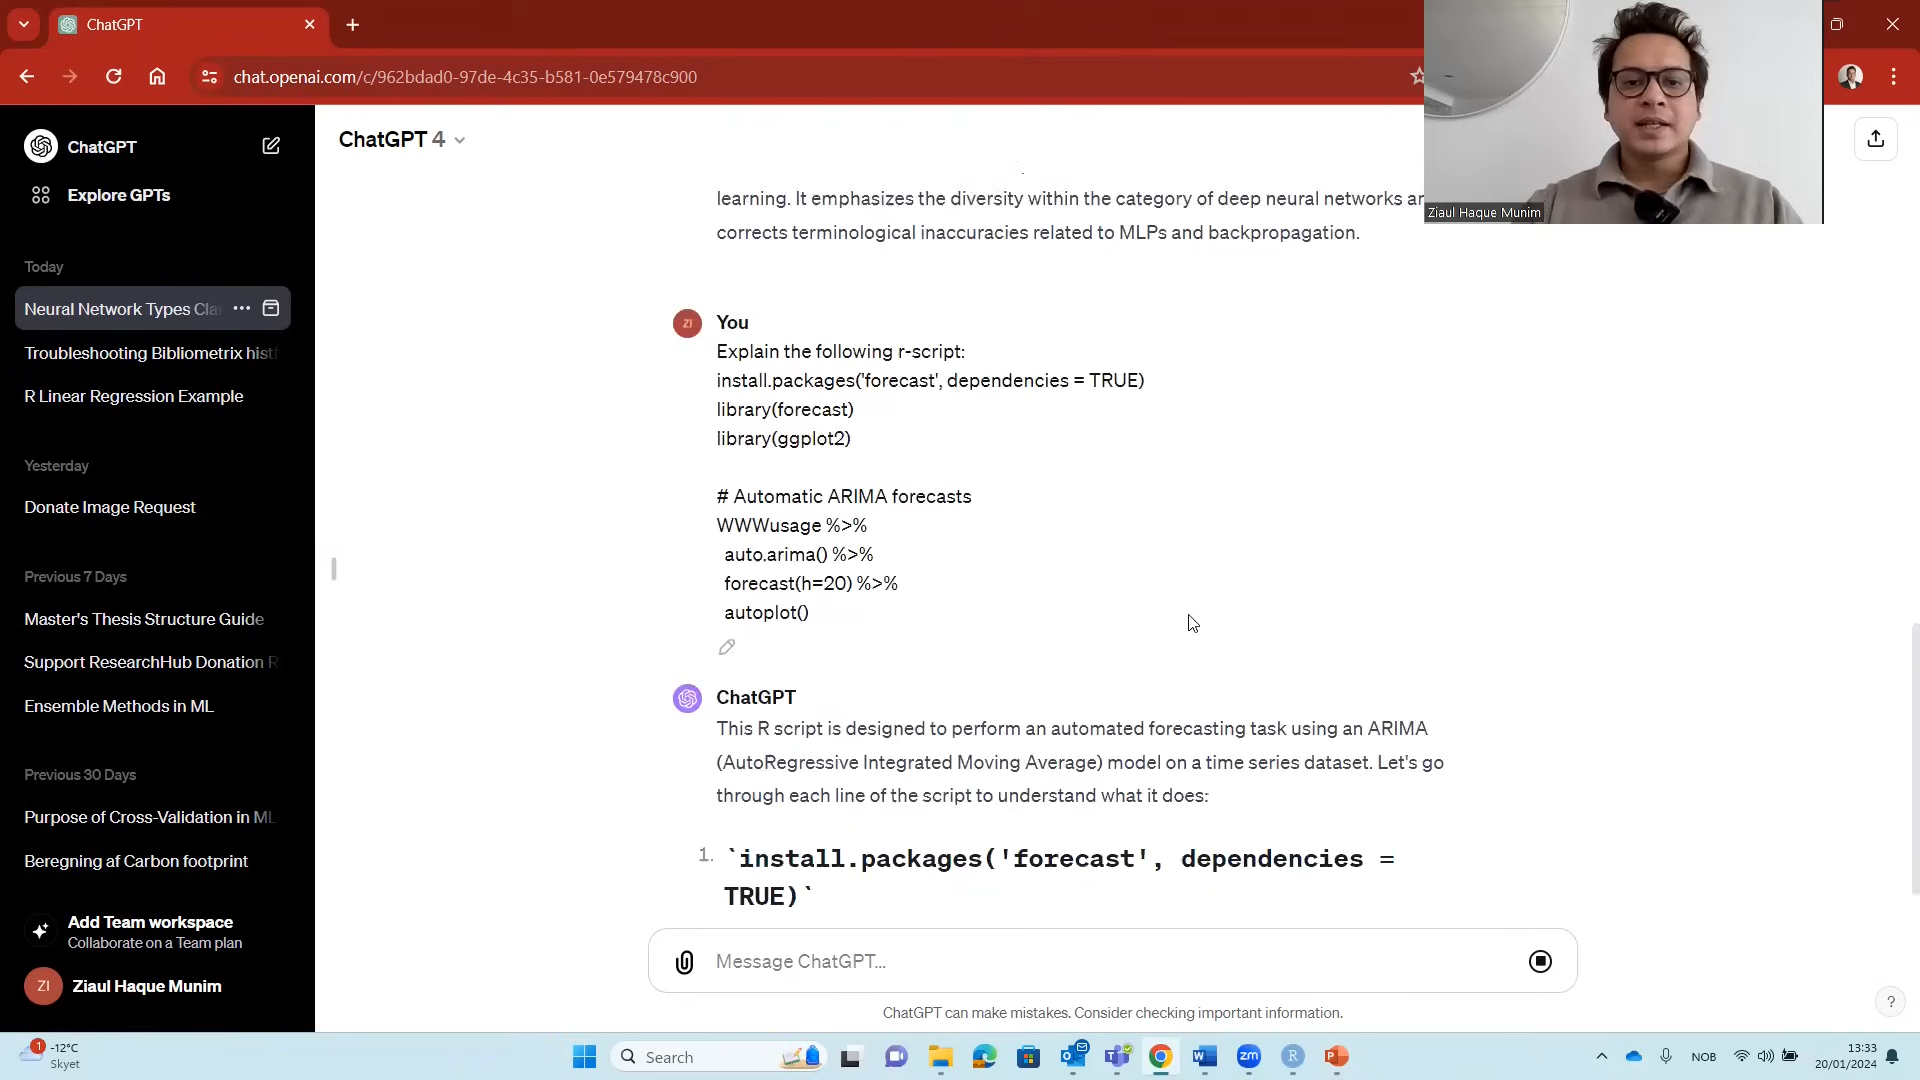 ChatGPT
chat.openai.com/c/962bdad0-97de-4c35-b581-0e579478c900
Ziaul Haque Munim
ChatGPT
Explore GPTs
Today
Neural Network Types Cla
Troubleshooting Bibliometrix hist
R Linear Regression Example
Yesterday
Donate Image Request
Previous 7 Days
Master's Thesis Structure Guide
Support ResearchHub Donation R
Ensemble Methods in ML
Previous 30 Days
Purpose of Cross-Validation in ML
Beregning af Carbon footprint
Add Team workspace
Collaborate on a Team plan
ZI
Ziaul Haque Munim
ChatGPT 4
learning. It emphasizes the diversity within the category of deep neural networks
corrects terminological inaccuracies related to MLPs and backpropagation.
ZI
You
Explain the following r-script:
install.packages('forecast', dependencies = TRUE)
library(forecast)
library(ggplot2)
# Automatic ARIMA forecasts
WWWusage %>%
auto.arima() %>%
forecast(h=20) %>%
autoplot()
ChatGPT
This R script is designed to perform an automated forecasting task using an ARIMA
(AutoRegressive Integrated Moving Average) model on a time series dataset. Let's go
through each line of the script to understand what it does:
1. `install.packages('forecast', dependencies =
TRUE)`
Message ChatGPT...
ChatGPT can make mistakes. Consider checking important information.
?
1
-12°C
Skyet
Search
zm
R
NOB
13:33
20/01/2024